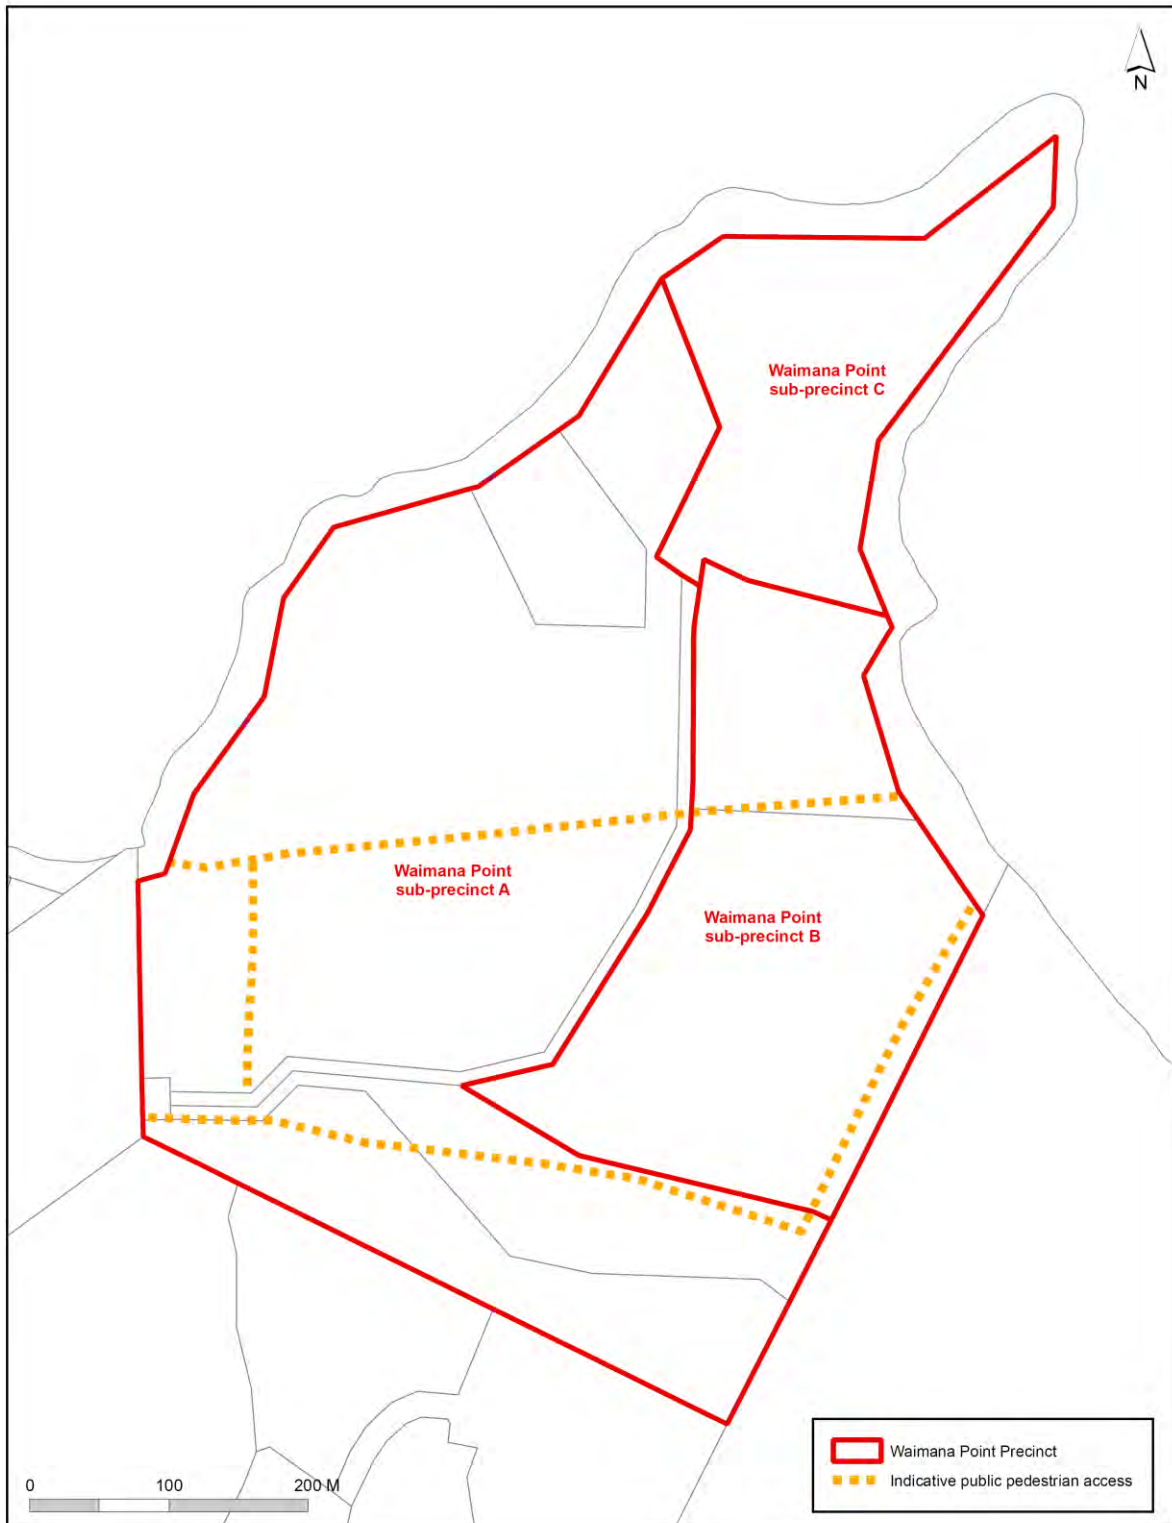 N
Waimana Point
sub-precinct C
Waimana Point
sub-precinct A
Waimana Point
sub-precinct B
Waimana Point Precinct
Indicative public pedestrian access
0 100 200 M